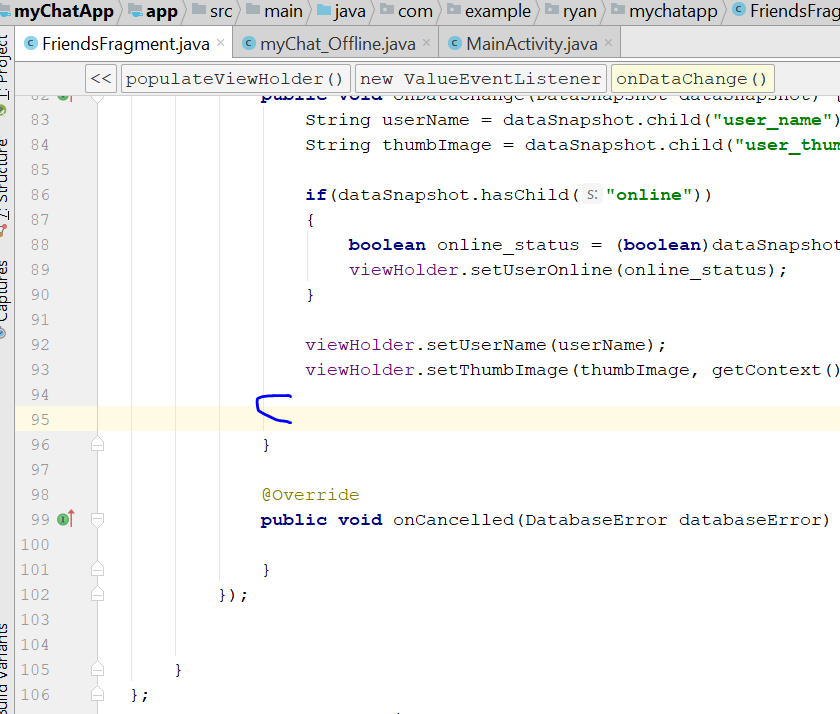 myChatApp app src main java com example ryan mychatapp FriendsFrag
FriendsFragment.java × myChat_Offline.java × MainActivity.java ×
<< populateViewHolder() new ValueEventListener onDataChange()
82 public void onDataChange(DataSnapshot dataSnapshot) {
83 String userName = dataSnapshot.child("user_name")
84 String thumbImage = dataSnapshot.child("user_thum
85
86 if(dataSnapshot.hasChild( s: "online"))
87 {
88 boolean online_status = (boolean)dataSnapshot
89 viewHolder.setUserOnline(online_status);
90 }
91
92 viewHolder.setUserName(userName);
93 viewHolder.setThumbImage(thumbImage, getContext()
94
95
96 }
97
98 @Override
99 public void onCancelled(DatabaseError databaseError)
100
101 }
102 });
103
104
105 }
106 };
1: Project
7: Structure
Captures
Build Variants